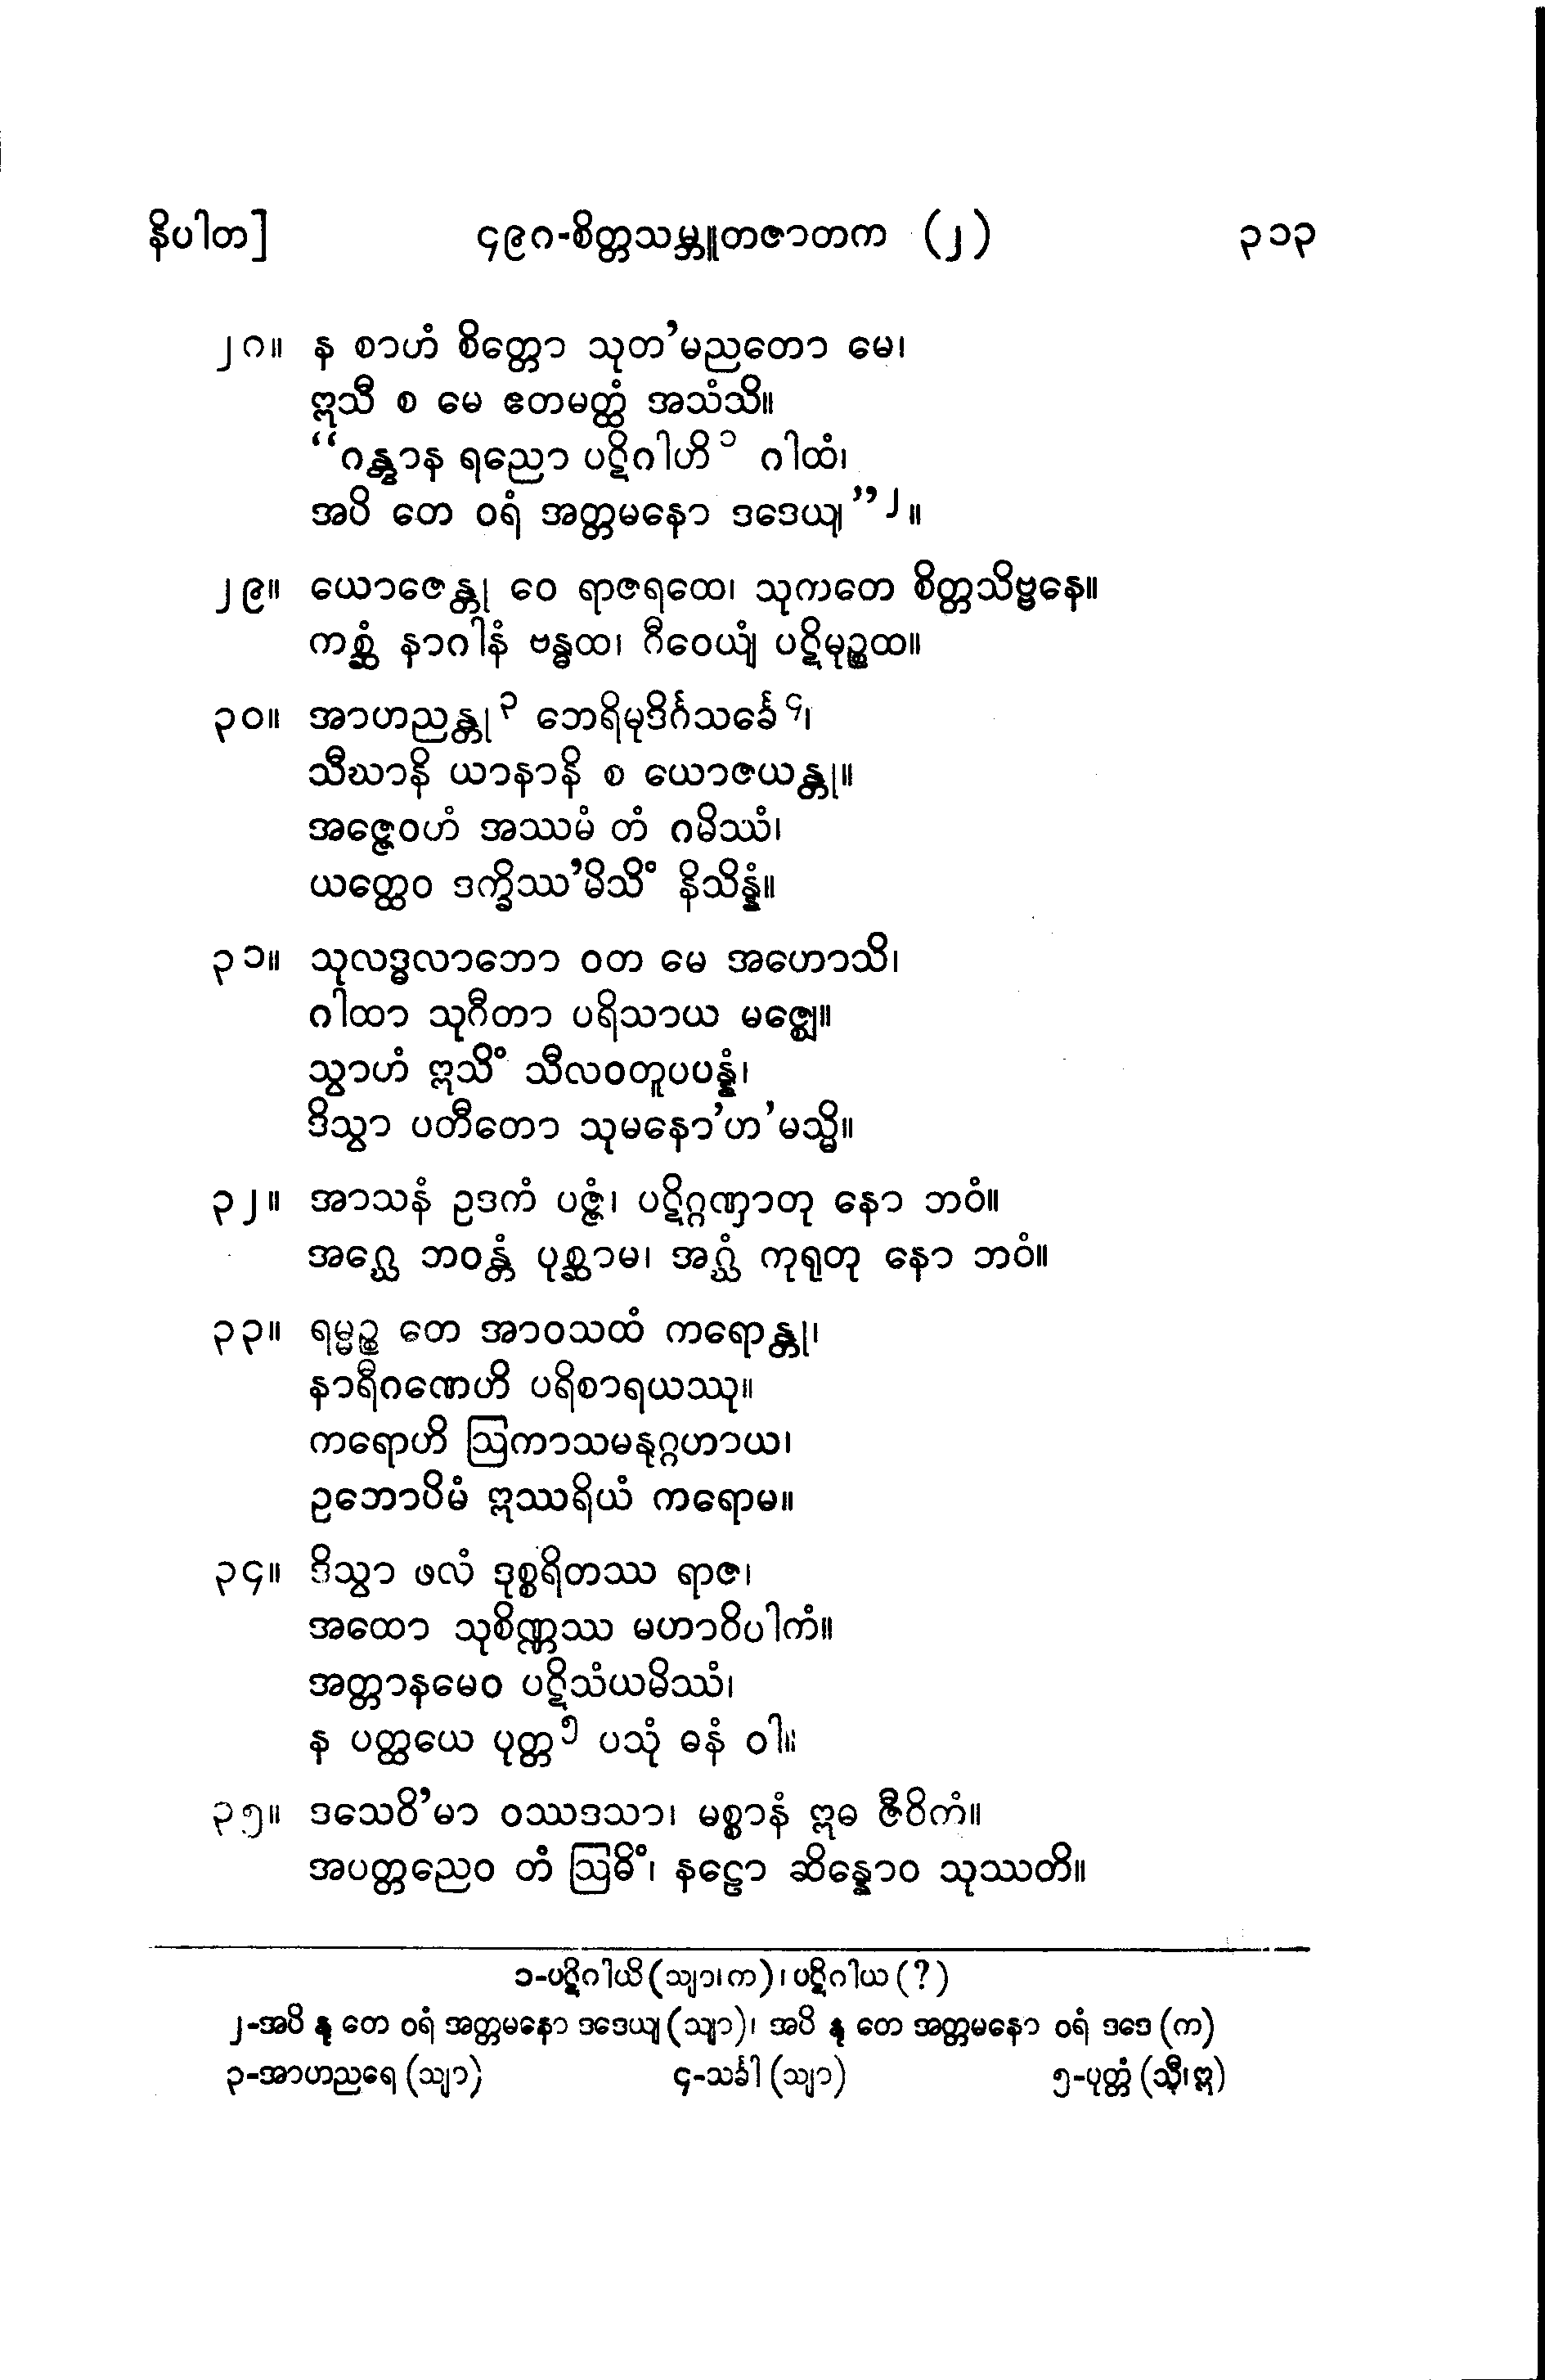 နိပါတ] ၄၉၈-စိတ္တသမ္ဘူတဇာတက (၂) ၃၁၃
၂၈။ န စာဟံ စိတ္တော သုတ’မညတော မေ၊
ဣသီ စ မေ ဧတမတ္ထံ အသံသိ။
“ဂန္တွာန ရညော ပဋိဂါဟိ ၁ ဂါထံ၊
အပိ တေ ဝရံ အတ္တမနော ဒဒေယျ” ၂ ။
၂၉။ ယောဇေန္တု ဝေ ရာဇရထေ၊ သုကတေ စိတ္တသိဗ္ဗနေ။
ကစ္ဆံ နာဂါနံ ဗန္ဓထ၊ ဂီဝေယျံ ပဋိမုဉ္စထ။
၃၀။ အာဟညန္တု ၃ ဘေရိမုဒိင်္ဂသင်္ခေ ၄၊
သီဃာနိ ယာနာနိ စ ယောဇယန္တု။
အဇ္ဇေဝဟံ အဿမံ တံ ဂမိဿံ၊
ယတ္ထေဝ ဒက္ခိဿ’မိသိံ နိသိန္နံ။
၃၁။ သုလဒ္ဓလာဘော ဝတ မေ အဟောသိ၊
ဂါထာ သုဂီတာ ပရိသာယ မဇ္ဈေ။
သွာဟံ ဣသိံ သီလဝတူပပန္နံ၊
ဒိသွာ ပတီတော သုမနော’ဟ’မသ္မိ။
၃၂။ အာသနံ ဥဒကံ ပဇ္ဇံ၊ ပဋိဂ္ဂဏှာတု နော ဘဝံ။
အဂ္ဃေ ဘဝန္တံ ပုစ္ဆာမ၊ အဂ္ဃံ ကုရုတု နော ဘဝံ။
၃၃။ ရမ္မဉ္စ တေ အာဝသထံ ကရောန္တု၊
နာရီဂဏေဟိ ပရိစာရယဿု။
ကရောဟိ ဩကာသမနုဂ္ဂဟာယ၊
ဥဘောပိမံ ဣဿရိယံ ကရောမ။
၃၄။ ဒိသွာ ဖလံ ဒုစ္စရိတဿ ရာဇ၊
အထော သုစိဏ္ဏဿ မဟာဝိပါကံ။
အတ္တာနမေဝ ပဋိသံယမိဿံ၊
န ပတ္ထယေ ပုတ္တ ၅ ပသုံ ဓနံ ဝါ။
၃၅။ ဒသေဝိ’မာ ဝဿဒသာ၊ မစ္စာနံ ဣဓ ဇီဝိကံ။
အပတ္တညေဝ တံ ဩဓိံ၊ နဠော ဆိန္နောဝ သုဿတိ။
၁-ပဋိဂါယိ (သျာ၊က)၊ ပဋိဂါယ (?)
၂-အပိ နု တေ ဝရံ အတ္တမနော ဒဒေယျ (သျာ)၊ အပိ နု တေ အတ္တမနော ဝရံ ဒဒေ (က)
၃-အာဟညရေ (သျာ) ၄-သင်္ခါ (သျာ) ၅-ပုတ္တံ (သီ၊ဣ)